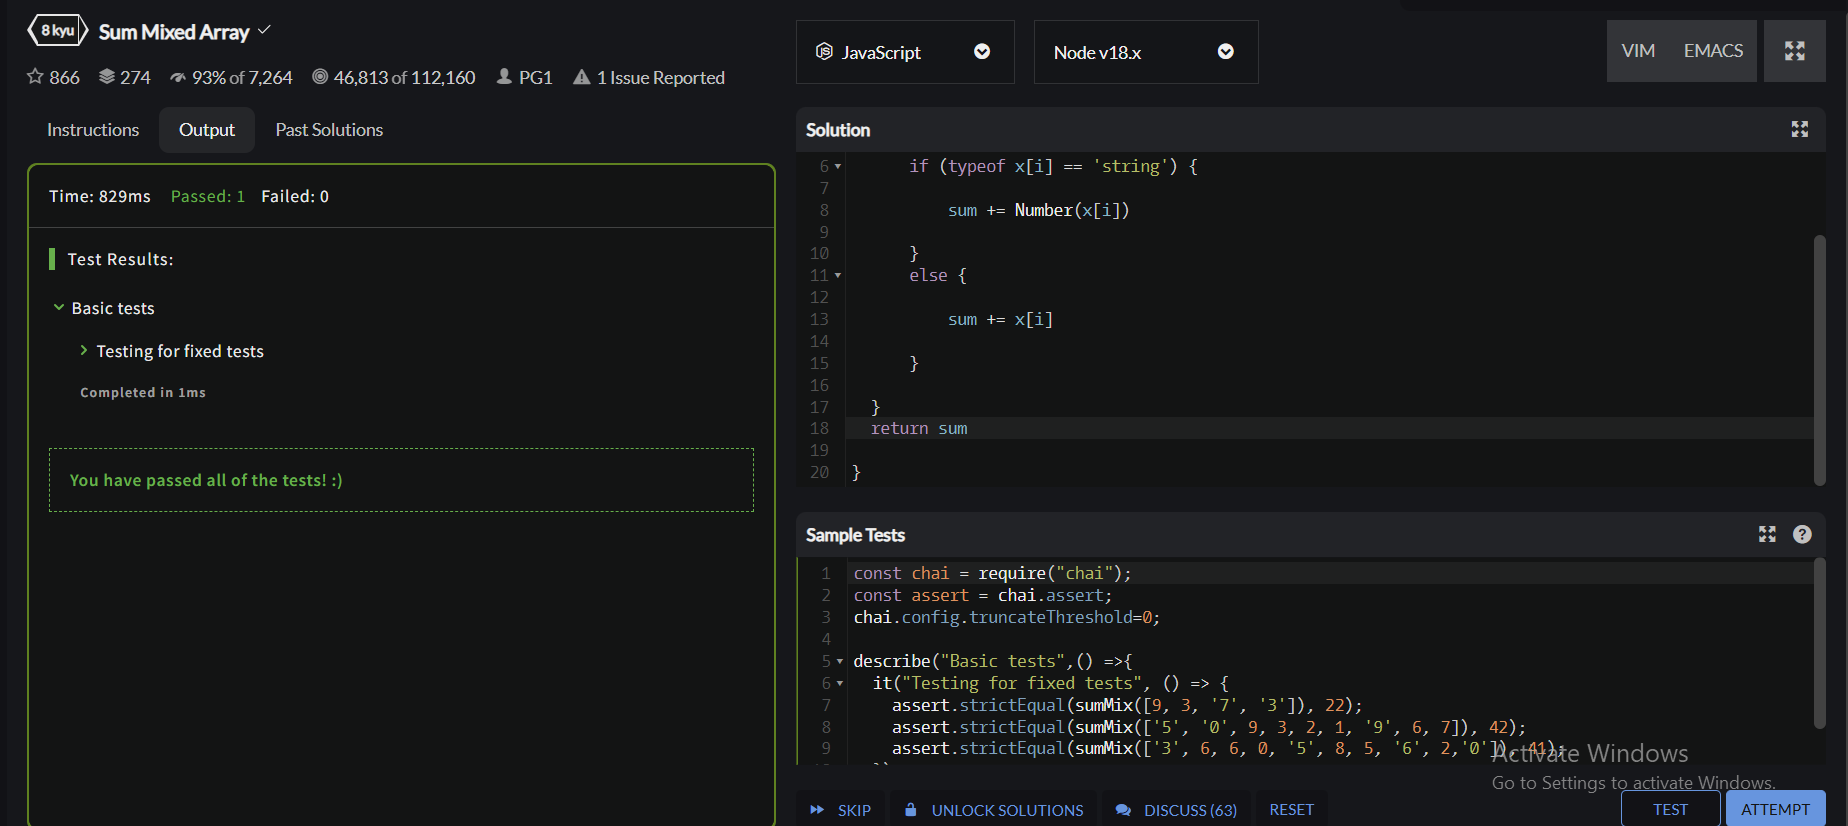 8 kyu Sum Mixed Array
866 274 93% of 7,264 46,813 of 112,160 PG1 1 Issue Reported
Instructions Output Past Solutions
Time: 829ms Passed: 1 Failed: 0
Test Results:
Basic tests
Testing for fixed tests
Completed in 1ms
You have passed all of the tests! :)
JavaScript Node v18.x VIM EMACS
Solution
6 if (typeof x[i] == 'string') {
7
8 sum += Number(x[i])
9
10 }
11 else {
12
13 sum += x[i]
14
15 }
16
17 }
18 return sum
19
20 }
Sample Tests
1 const chai = require("chai");
2 const assert = chai.assert;
3 chai.config.truncateThreshold=0;
4
5 describe("Basic tests",() =>{
6 it("Testing for fixed tests", () => {
7 assert.strictEqual(sumMix([9, 3, '7', '3']), 22);
8 assert.strictEqual(sumMix(['5', '0', 9, 3, 2, 1, '9', 6, 7]), 42);
9 assert.strictEqual(sumMix(['3', 6, 6, 0, '5', 8, 5, '6', 2,'0']), 41);
Activate Windows
Go to Settings to activate Windows.
SKIP UNLOCK SOLUTIONS DISCUSS (63) RESET TEST ATTEMPT